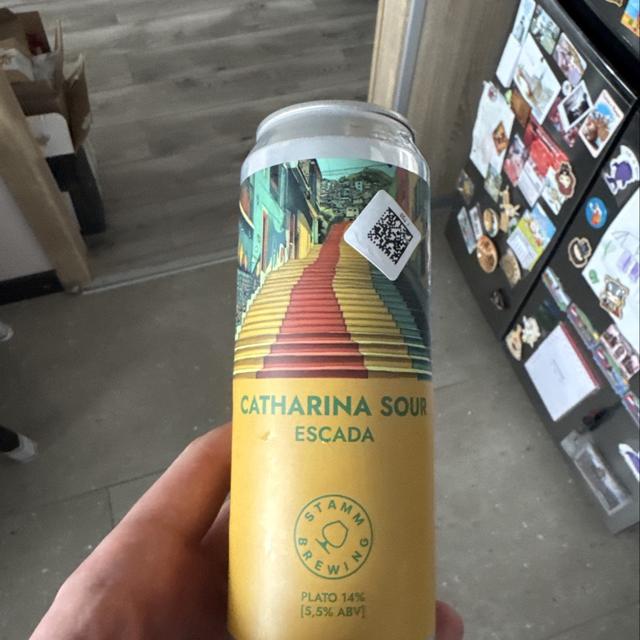 CATHARINA SOUR
ESCADA
STAMM
BREWING
PLATO 14%
[5,5% ABV]